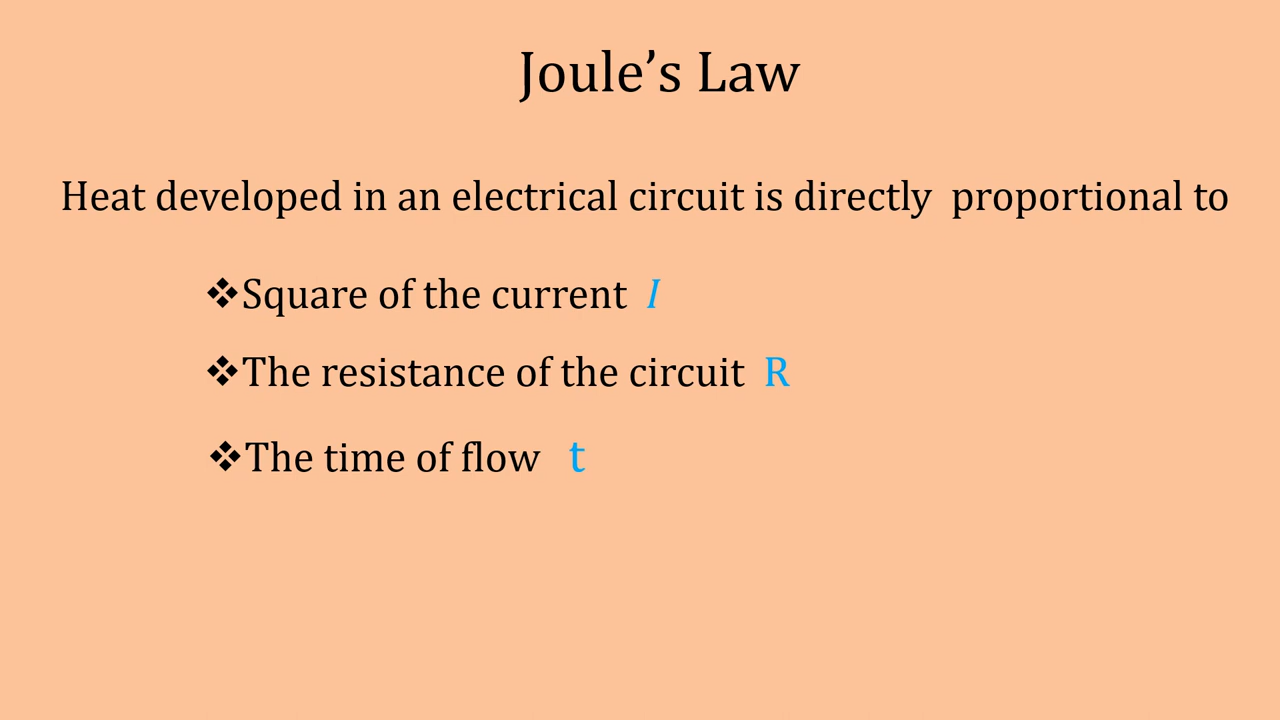 Joule’s Law
Heat developed in an electrical circuit is directly proportional to
❖Square of the current I
❖The resistance of the circuit R
❖The time of flow t